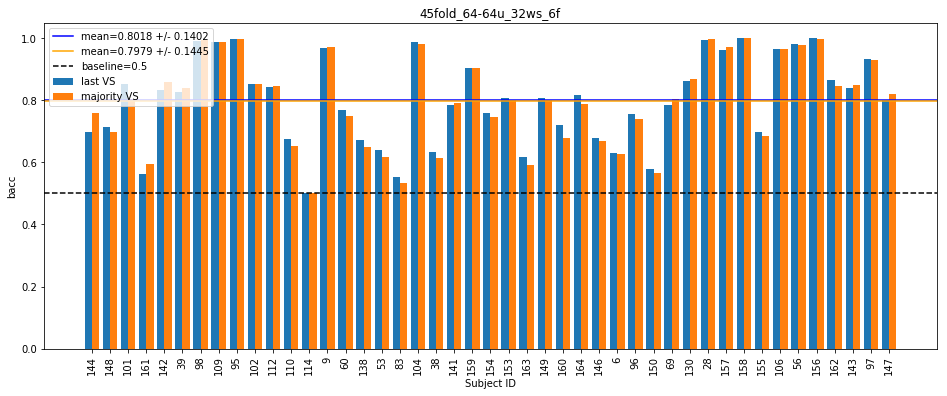 45fold_64-64u_32ws_6f
mean=0.8018 +/- 0.1402
mean=0.7979 +/- 0.1445
baseline=0.5
last VS
majority VS
bacc
1.0
0.8
0.6
0.4
0.2
0.0
144 148 101 161 142 39 98 109 95 102 112 110 114 9 60 138 53 83 104 38 141 159 154 153 163 149 160 164 146 6 96 150 69 130 28 157 158 155 106 56 156 162 143 97 147
Subject ID